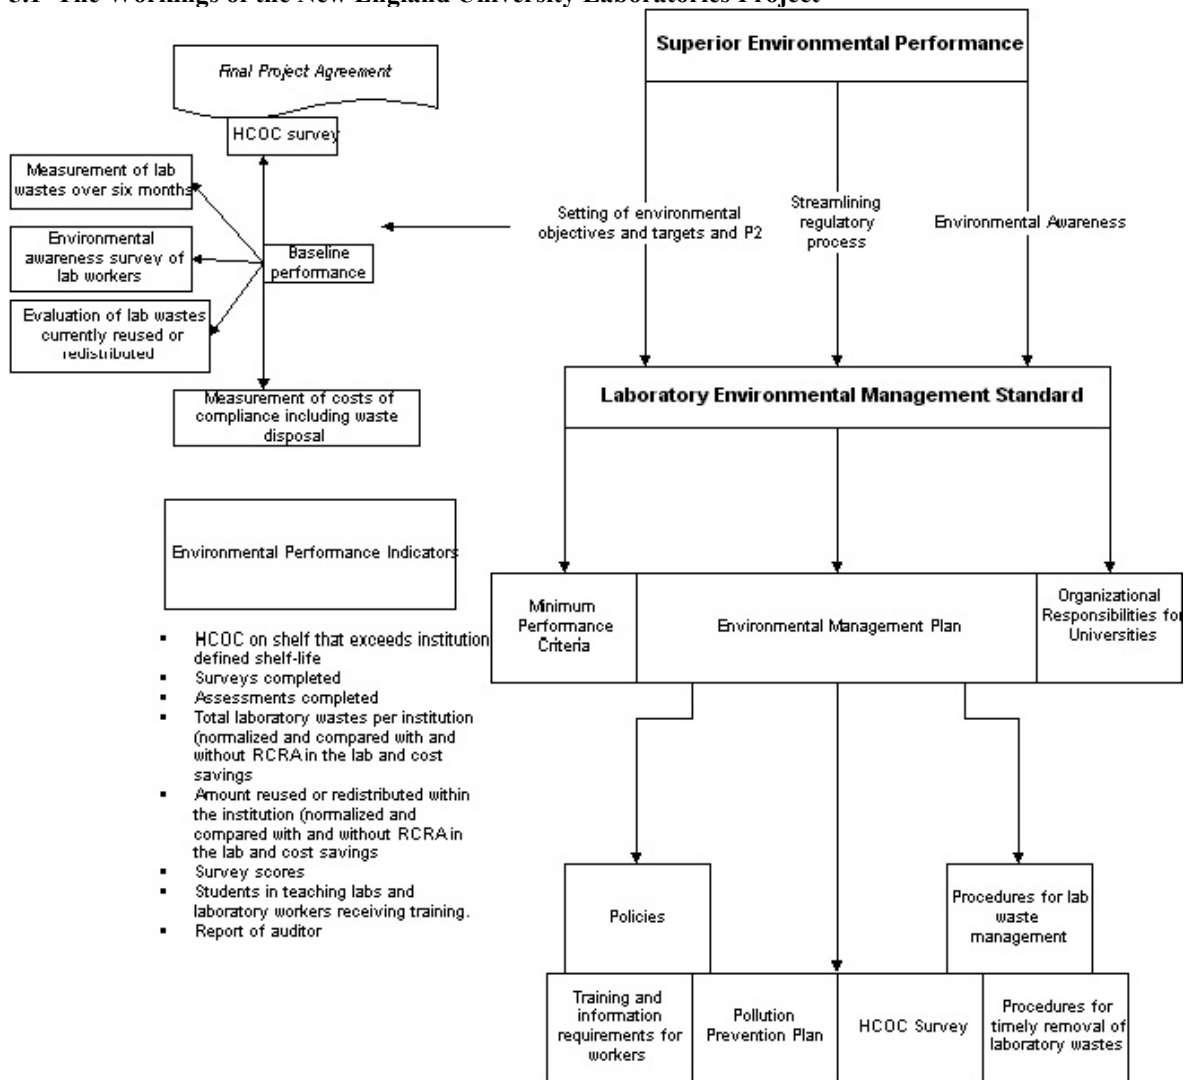 3.1 The Workings of the New England University Laboratories Project
Superior Environmental Performance
Final Project Agreement
HCOC survey
Measurement of lab
wastes over six months
Environmental
awareness survey of
lab workers
Evaluation of lab wastes
currently reused or
redistributed
Baseline
performance
Measurement of costs of
compliance including waste
disposal
Setting of environmental
objectives and targets and P2
Streamlining
regulatory
process
Environmental Awareness
Laboratory Environmental Management Standard
Environmental Performance Indicators
▪ HCOC on shelf that exceeds institution
defined shelf-life
▪ Surveys completed
▪ Assessments completed
▪ Total laboratory wastes per institution
(normalized and compared with and
without RCRA in the lab and cost
savings
▪ Amount reused or redistributed within
the institution (normalized and
compared with and without RCRA in
the lab and cost savings
▪ Survey scores
▪ Students in teaching labs and
laboratory workers receiving training.
▪ Report of auditor
Minimum
Performance
Criteria
Environmental Management Plan
Organizational
Responsibilities for
Universities
Policies
Procedures for lab
waste
management
Training and
information
requirements for
workers
Pollution
Prevention Plan
HCOC Survey
Procedures for
timely removal of
laboratory wastes